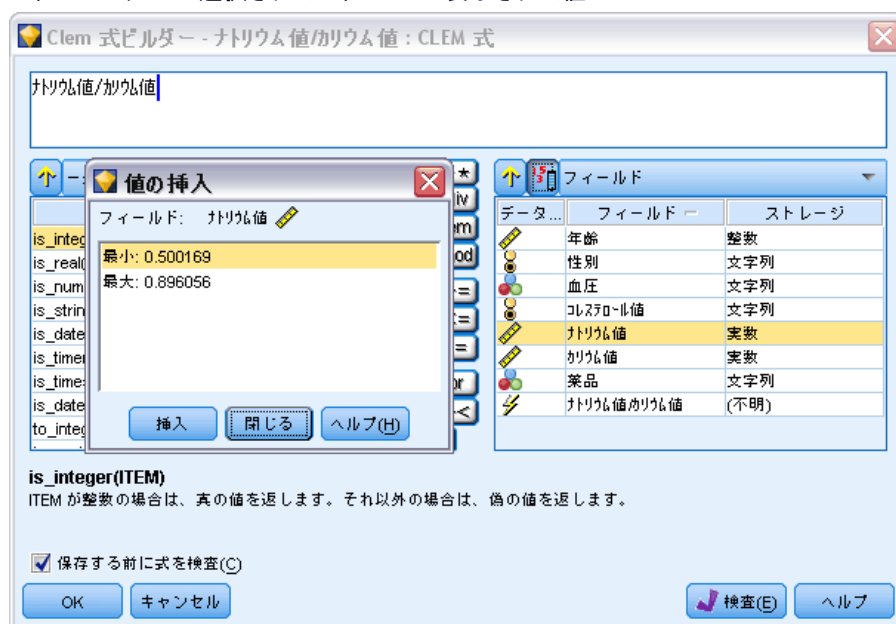 Clem 式ビルダー - ナトリウム値/カリウム値 : CLEM 式
ナトリウム値/カリウム値
値の挿入
フィールド: ナトリウム値
最小: 0.500169
最大: 0.896056
挿入
閉じる
ヘルプ(H)
is_integ
is_real(
is_num
is_strin
is_date
is_time
is_date
to_integ
フィールド
データ... フィールド ストレージ
年齢 整数
性別 文字列
血圧 文字列
コレステロール値 文字列
ナトリウム値 実数
カリウム値 実数
薬品 文字列
ナトリウム値/カリウム値 (不明)
is_integer(ITEM)
ITEM が整数の場合は、真の値を返します。それ以外の場合は、偽の値を返します。
保存する前に式を検査(C)
OK
キャンセル
検査(E)
ヘルプ